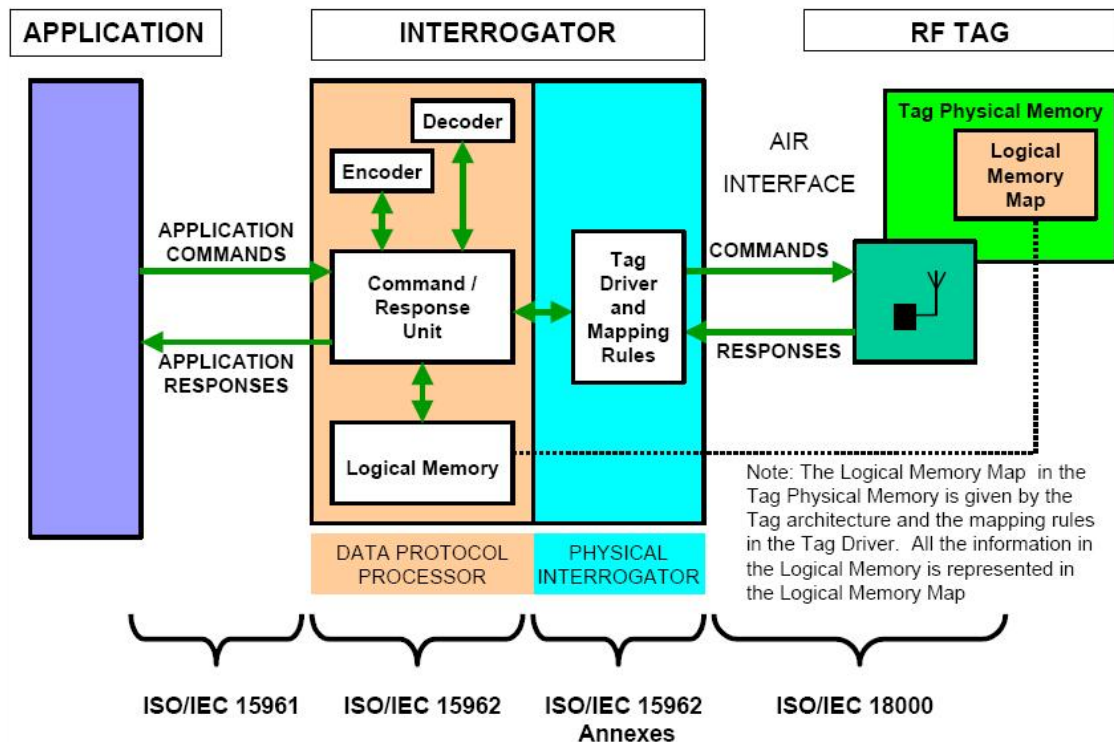 APPLICATION
INTERROGATOR
RF TAG
Decoder
Encoder
Command /
Response
Unit
Logical Memory
APPLICATION
COMMANDS
APPLICATION
RESPONSES
Tag
Driver
and
Mapping
Rules
AIR
INTERFACE
COMMANDS
RESPONSES
Tag Physical Memory
Logical
Memory
Map
Note: The Logical Memory Map in the
Tag Physical Memory is given by the
Tag architecture and the mapping rules
in the Tag Driver. All the information in
the Logical Memory is represented in
the Logical Memory Map
DATA PROTOCOL
PROCESSOR
PHYSICAL
INTERROGATOR
ISO/IEC 15961
ISO/IEC 15962
ISO/IEC 15962
Annexes
ISO/IEC 18000